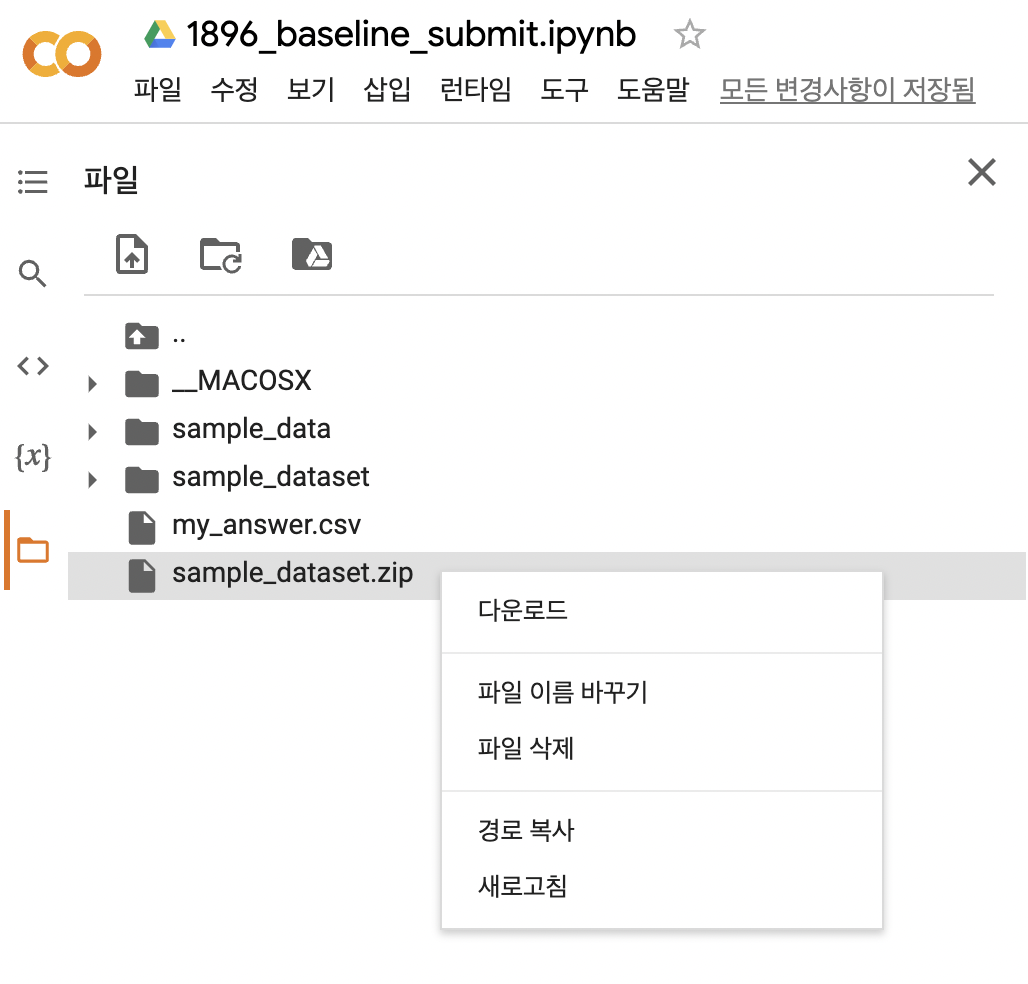 1896_baseline_submit.ipynb
파일 수정 보기 삽입 런타임 도구 도움말 모든 변경사항이 저장됨
파일
..
__MACOSX
sample_data
sample_dataset
{x}
my_answer.csv
sample_dataset.zip
다운로드
파일 이름 바꾸기
파일 삭제
경로 복사
새로고침